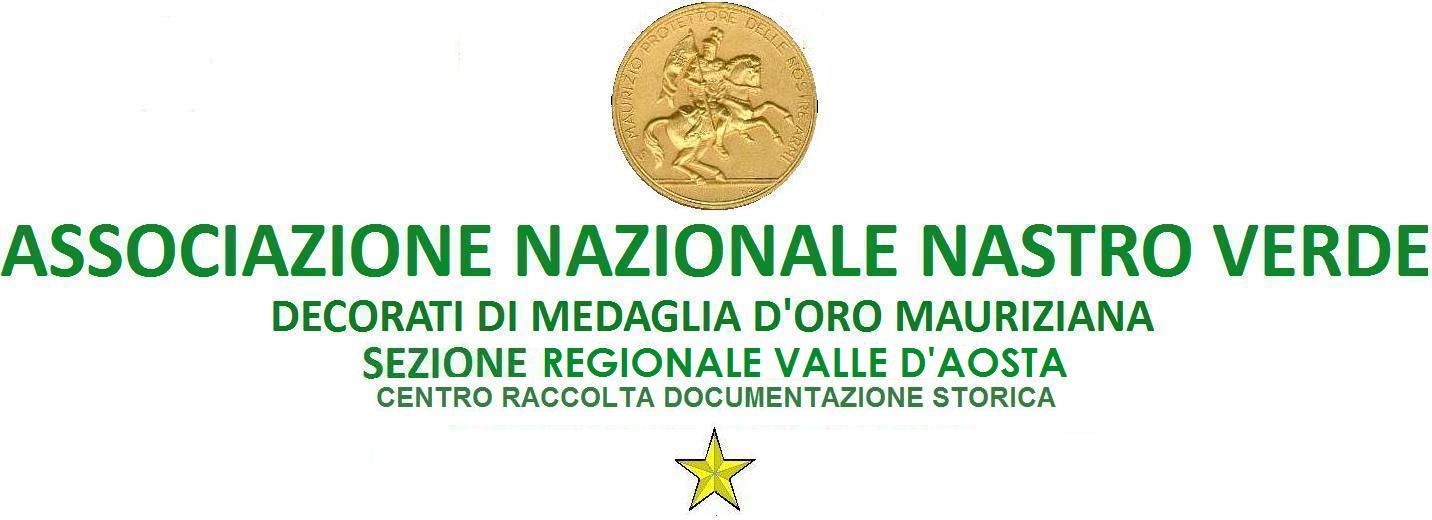 S. MAURIZIO PROTETTORE DELLE NOSTRE ARMI
ASSOCIAZIONE NAZIONALE NASTRO VERDE
DECORATI DI MEDAGLIA D'ORO MAURIZIANA
SEZIONE REGIONALE VALLE D'AOSTA
CENTRO RACCOLTA DOCUMENTAZIONE STORICA